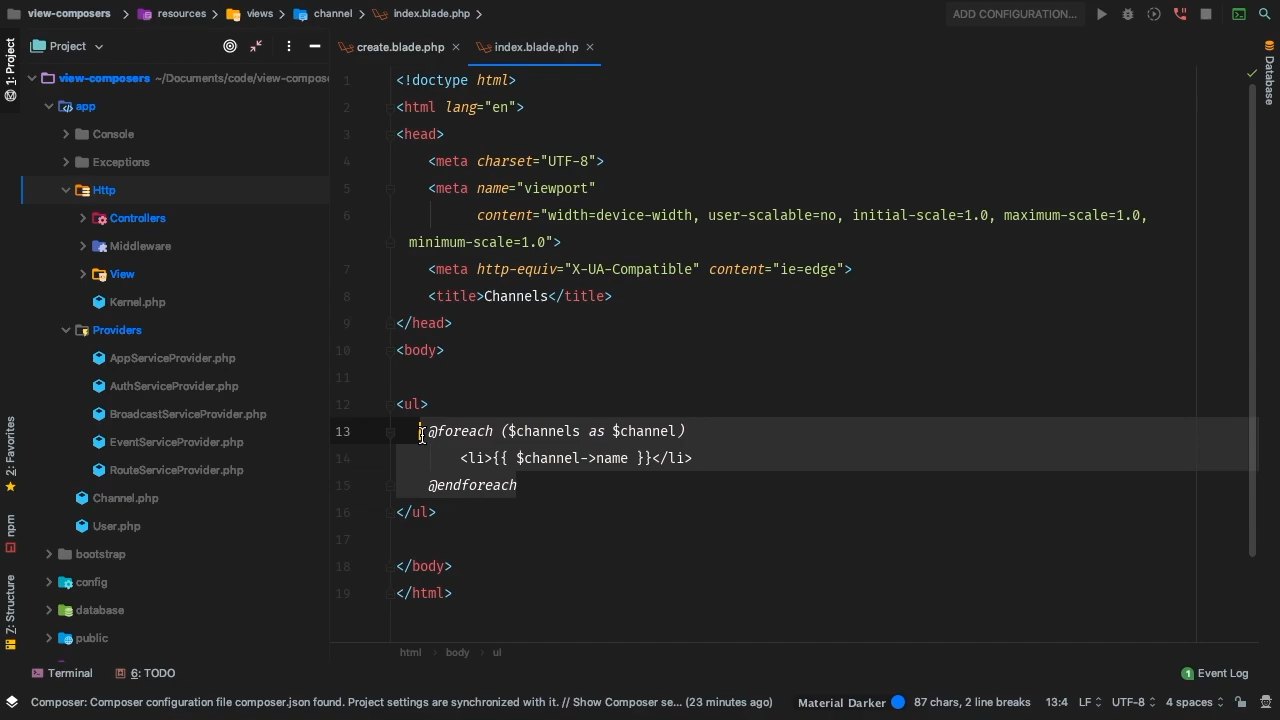 view-composers
resources
views
channel
index.blade.php
ADD CONFIGURATION...
1: Project
Project
create.blade.php
index.blade.php
Database
view-composers ~/Documents/code/view-compose
app
Console
Exceptions
Http
Controllers
Middleware
View
Kernel.php
Providers
AppServiceProvider.php
AuthServiceProvider.php
BroadcastServiceProvider.php
EventServiceProvider.php
RouteServiceProvider.php
Channel.php
User.php
bootstrap
config
database
public
2: Favorites
npm
7: Structure
1 <!doctype html>
2 <html lang="en">
3 <head>
4 <meta charset="UTF-8">
5 <meta name="viewport"
6 content="width=device-width, user-scalable=no, initial-scale=1.0, maximum-scale=1.0,
minimum-scale=1.0">
7 <meta http-equiv="X-UA-Compatible" content="ie=edge">
8 <title>Channels</title>
9 </head>
10 <body>
11
12 <ul>
13 @foreach ($channels as $channel)
14 <li>{{ $channel->name }}</li>
15 @endforeach
16 </ul>
17
18 </body>
19 </html>
html
body
ul
Terminal
6: TODO
1 Event Log
Composer: Composer configuration file composer.json found. Project settings are synchronized with it. // Show Composer se... (23 minutes ago)
Material Darker
87 chars, 2 line breaks
13:4
LF
UTF-8
4 spaces